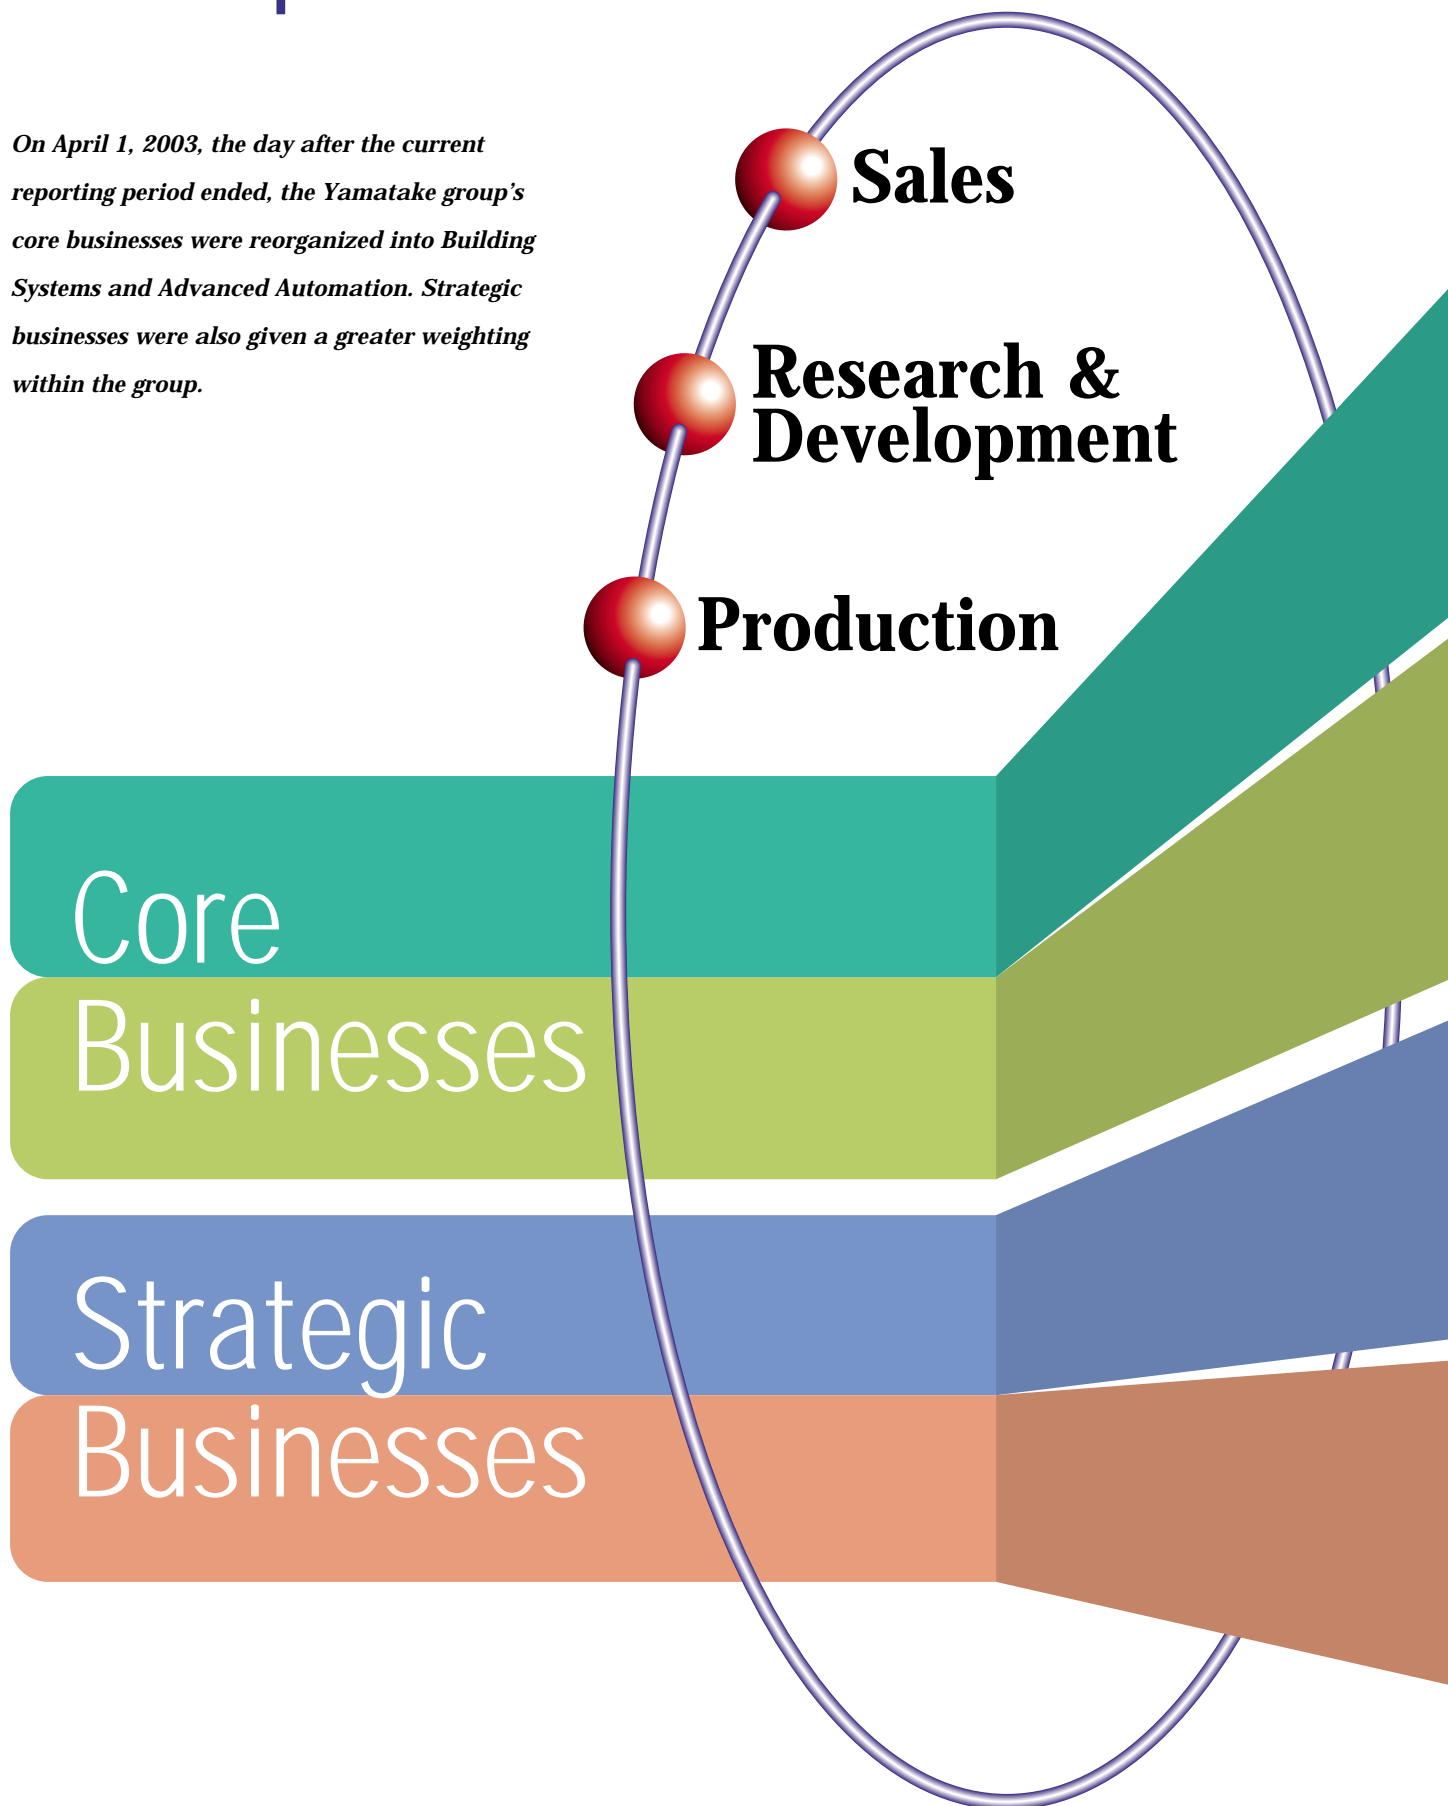 On April 1, 2003, the day after the current
reporting period ended, the Yamatake group's
core businesses were reorganized into Building
Systems and Advanced Automation. Strategic
businesses were also given a greater weighting
within the group.
Sales
Research &
Development
Production
Core
Businesses
Strategic
Businesses